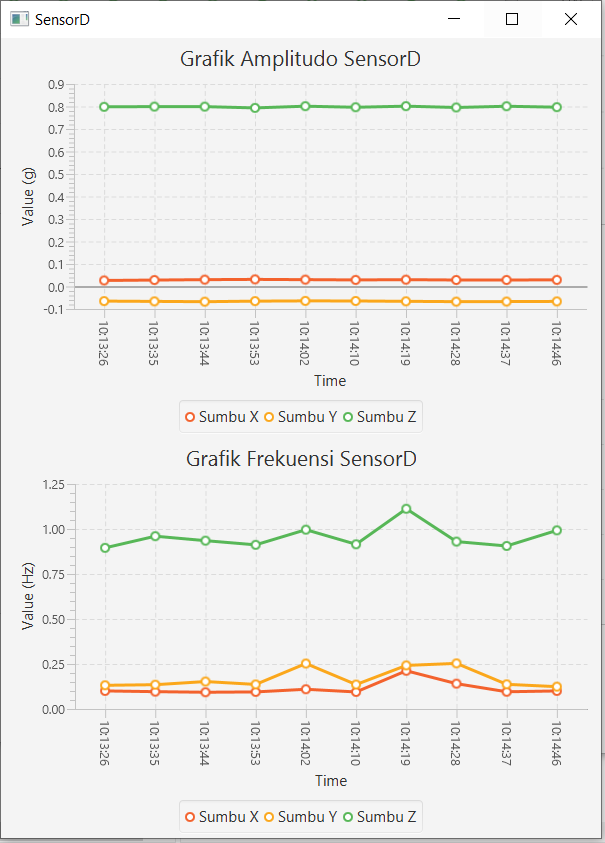 SensorD
Grafik Amplitudo SensorD
Value (g)
0.9
0.8
0.7
0.6
0.5
0.4
0.3
0.2
0.1
0.0
-0.1
10:13:26 10:13:35 10:13:44 10:13:53 10:14:02 10:14:10 10:14:19 10:14:28 10:14:37 10:14:46
Time
Sumbu X Sumbu Y Sumbu Z
Grafik Frekuensi SensorD
Value (Hz)
1.25
1.00
0.75
0.50
0.25
0.00
10:13:26 10:13:35 10:13:44 10:13:53 10:14:02 10:14:10 10:14:19 10:14:28 10:14:37 10:14:46
Time
Sumbu X Sumbu Y Sumbu Z